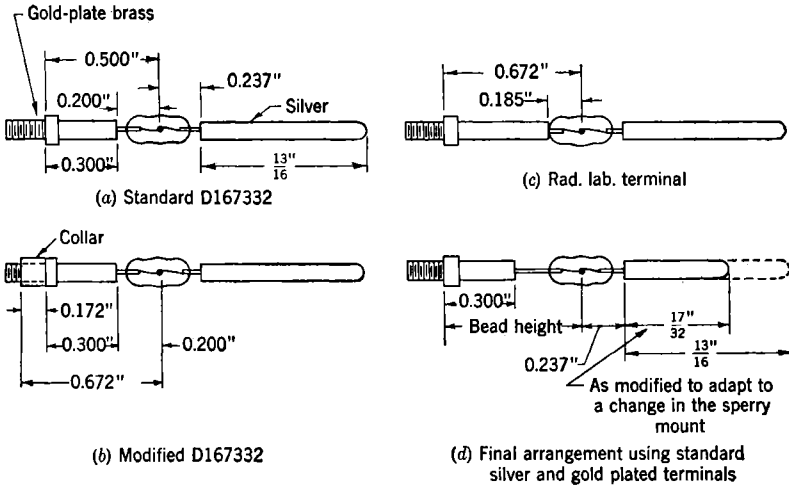 Gold-plate brass
0.500"
0.237"
0.200"
Silver
0.300"
13"
16
(a) Standard D167332
0.672"
0.185"
(c) Rad. lab. terminal
Collar
0.172"
0.300"
0.200"
0.672"
(b) Modified D167332
0.300"
Bead height
17"
32
0.237"
13"
16
As modified to adapt to
a change in the sperry
mount
(d) Final arrangement using standard
silver and gold plated terminals